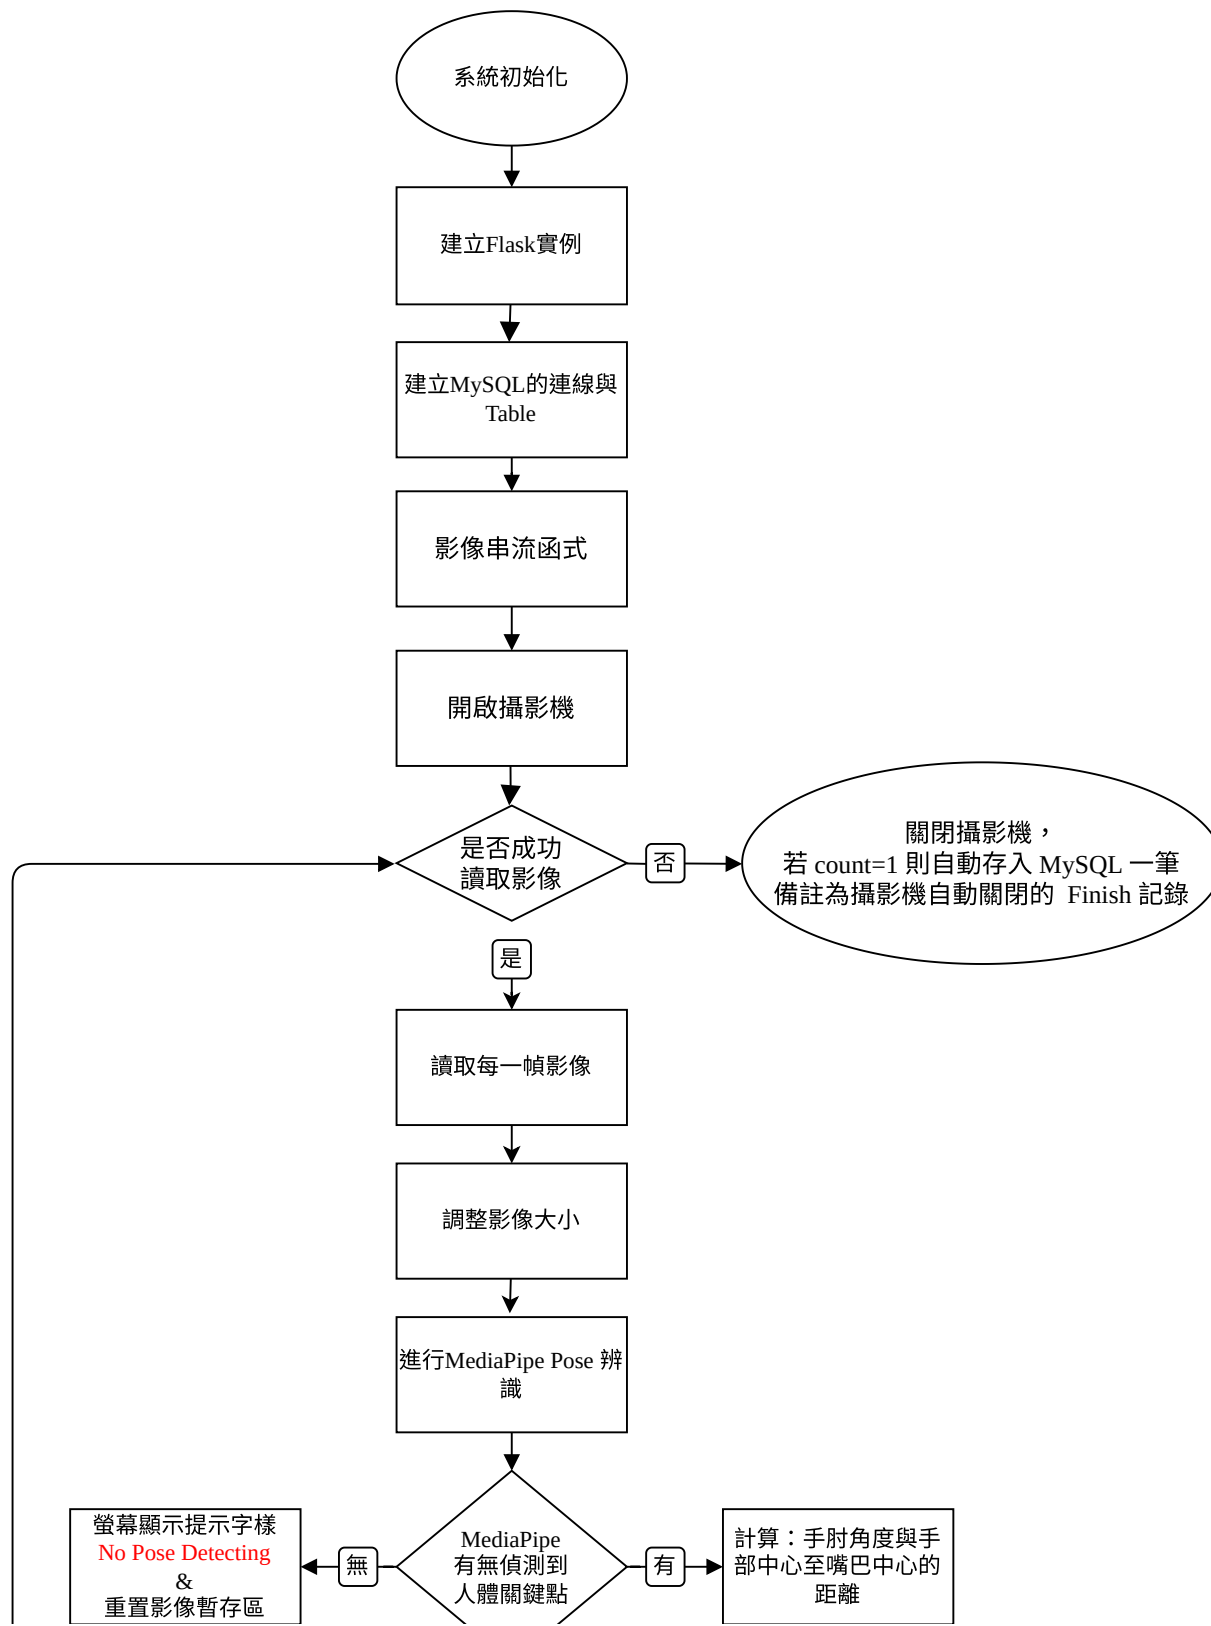 系統初始化
建立Flask實例
建立MySQL的連線與
Table
影像串流函式
開啟攝影機
是否成功
讀取影像
否
關閉攝影機，
若 count=1 則自動存入 MySQL 一筆
備註為攝影機自動關閉的 Finish 記錄
是
讀取每一幀影像
調整影像大小
進行MediaPipe Pose 辨
識
螢幕顯示提示字樣
No Pose Detecting
&
重置影像暫存區
無
MediaPipe
有無偵測到
人體關鍵點
有
計算：手肘角度與手
部中心至嘴巴中心的
距離